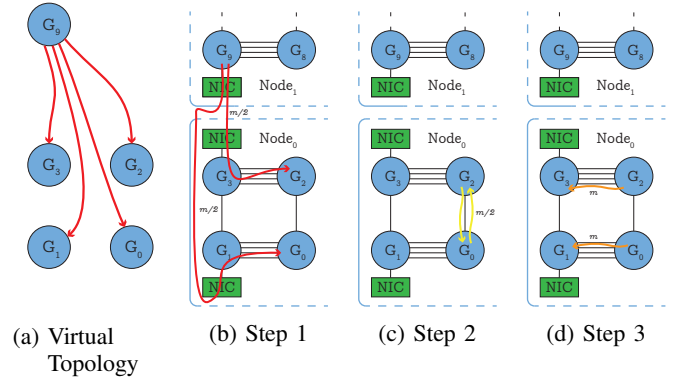 G9
G3
G2
G1
G0
(a) Virtual
Topology
G9
G8
NIC
Node1
m/2
NIC
Node0
G3
G2
m/2
G1
G0
NIC
(b) Step 1
G9
G8
NIC
Node1
NIC
Node0
G3
G2
m/2
G1
G0
NIC
(c) Step 2
G9
G8
NIC
Node1
NIC
Node0
G3
G2
m
m
G1
G0
NIC
(d) Step 3